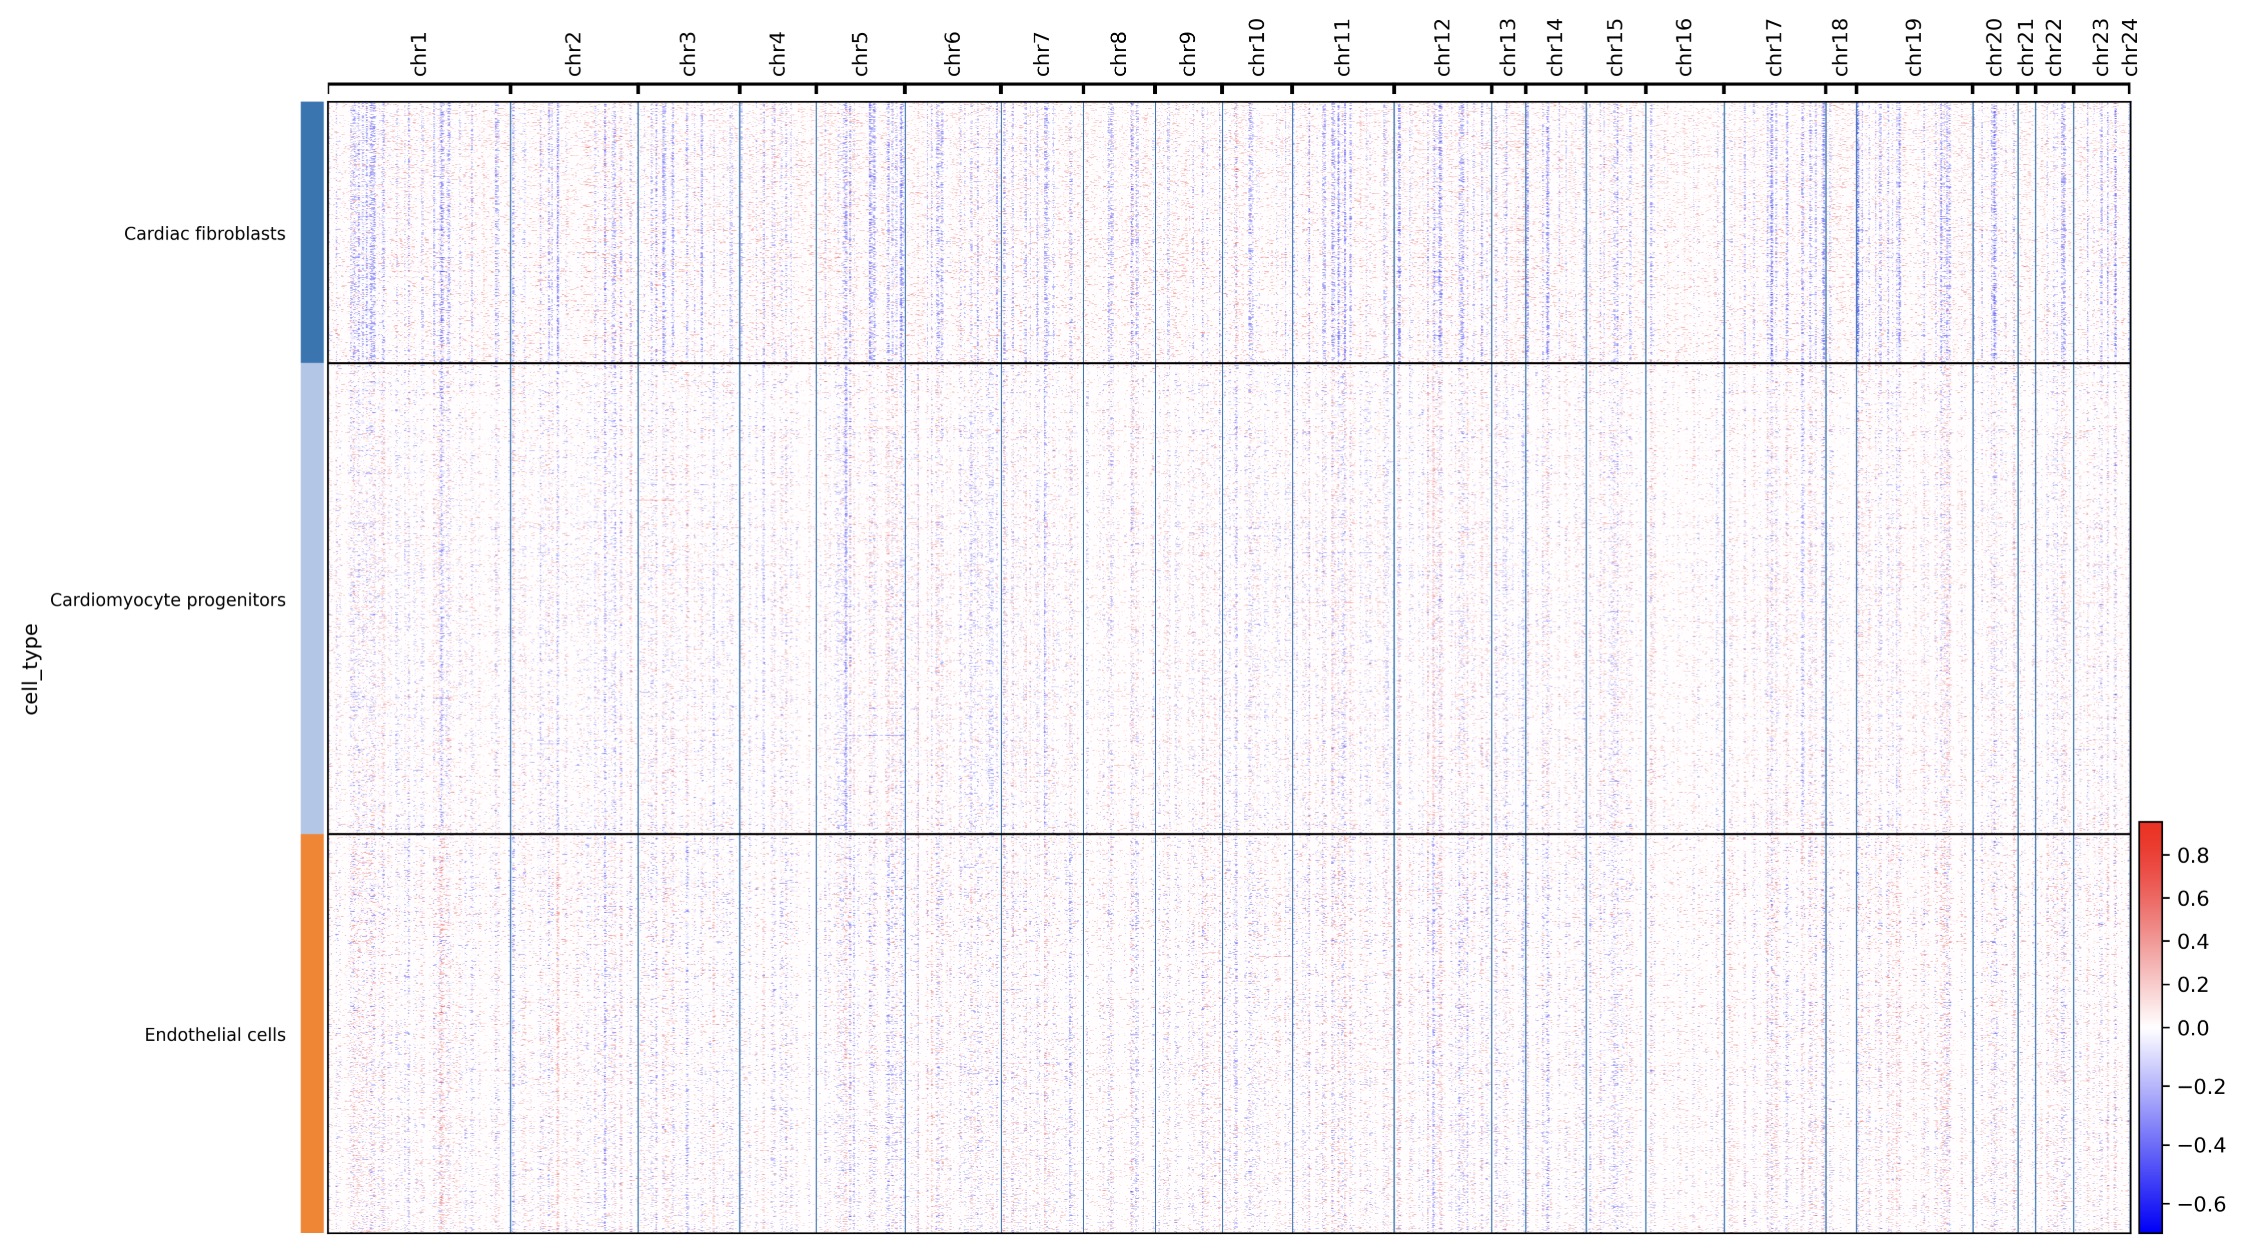 chr1
chr2
chr3
chr4
chr5
chr6
chr7
chr8
chr9
chr10
chr11
chr12
chr13
chr14
chr15
chr16
chr17
chr18
chr19
chr20
chr21
chr22
chr23
chr24
cell_type
Cardiac fibroblasts
Cardiomyocyte progenitors
Endothelial cells
0.8
0.6
0.4
0.2
0.0
−0.2
−0.4
−0.6